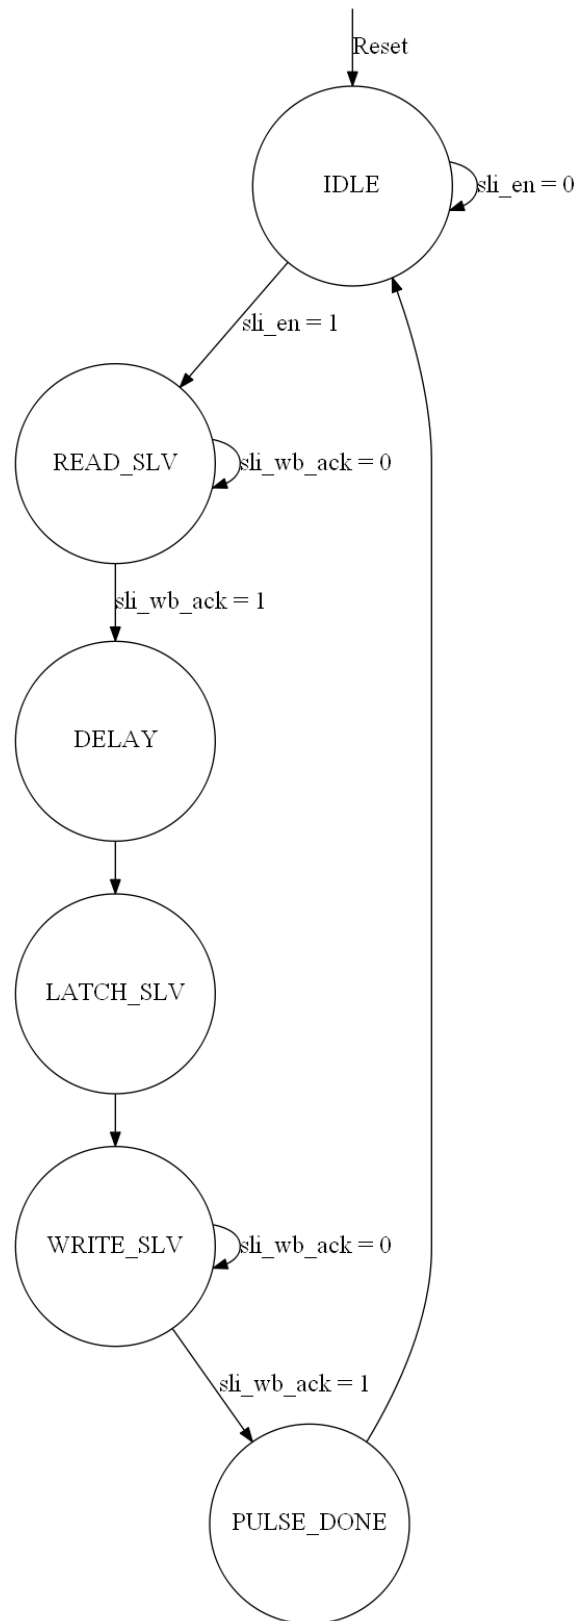 Reset
IDLE
sli_en = 0
sli_en = 1
READ_SLV
sli_wb_ack = 0
sli_wb_ack = 1
DELAY
LATCH_SLV
WRITE_SLV
sli_wb_ack = 0
sli_wb_ack = 1
PULSE_DONE